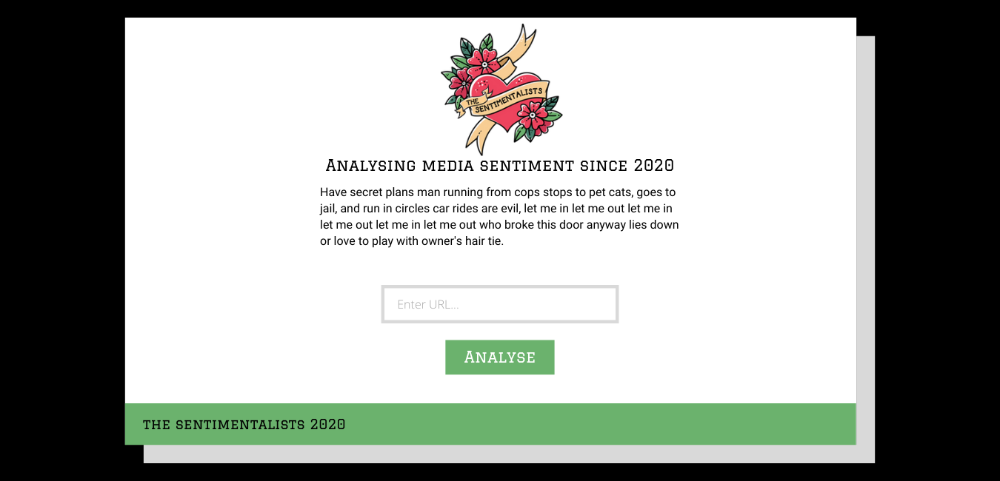 THE
SENTIMENTALISTS
Analysing media sentiment since 2020
Have secret plans man running from cops stops to pet cats, goes to
jail, and run in circles car rides are evil, let me in let me out let me in
let me out let me in let me out who broke this door anyway lies down
or love to play with owner's hair tie.
Enter URL...
Analyse
the sentimentalists 2020